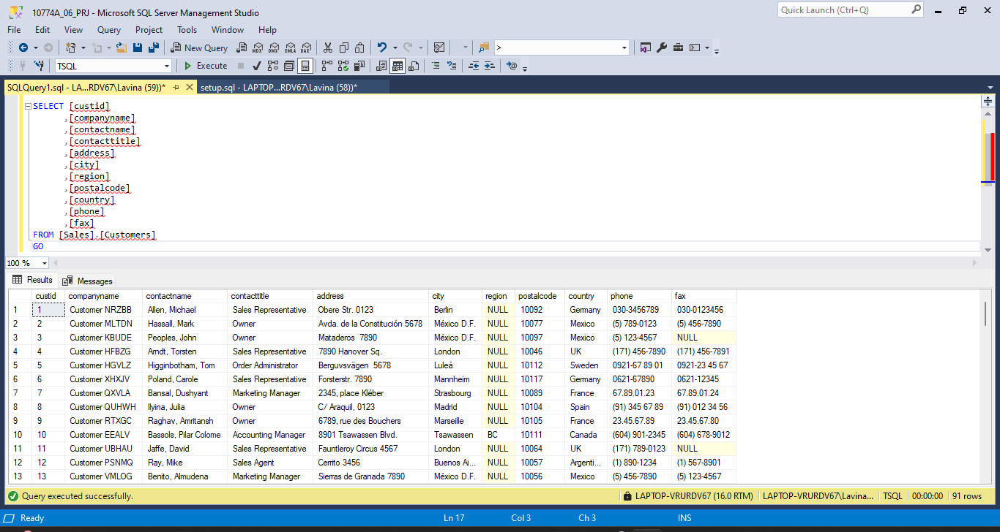 10774A_06_PRJ - Microsoft SQL Server Management Studio
Quick Launch (Ctrl+Q)
File Edit View Query Project Tools Window Help
New Query MDX DMX XMLA DAX >
TSQL Execute
SQLQuery1.sql - LA...RDV67\Lavina (59))* setup.sql - LAPTOP...RDV67\Lavina (58))*
SELECT [custid]
,[companyname]
,[contactname]
,[contacttitle]
,[address]
,[city]
,[region]
,[postalcode]
,[country]
,[phone]
,[fax]
FROM [Sales].[Customers]
GO
100 %
Results Messages
custid companyname contactname contacttitle address city region postalcode country phone fax
1 1 Customer NRZBB Allen, Michael Sales Representative Obere Str. 0123 Berlin NULL 10092 Germany 030-3456789 030-0123456
2 2 Customer MLTDN Hassall, Mark Owner Avda. de la Constitución 5678 México D.F. NULL 10077 Mexico (5) 789-0123 (5) 456-7890
3 3 Customer KBUDE Peoples, John Owner Mataderos 7890 México D.F. NULL 10097 Mexico (5) 123-4567 NULL
4 4 Customer HFBZG Arndt, Torsten Sales Representative 7890 Hanover Sq. London NULL 10046 UK (171) 456-7890 (171) 456-7891
5 5 Customer HGVLZ Higginbotham, Tom Order Administrator Berguvsvägen 5678 Luleå NULL 10112 Sweden 0921-67 89 01 0921-23 45 67
6 6 Customer XHXJV Poland, Carole Sales Representative Forsterstr. 7890 Mannheim NULL 10117 Germany 0621-67890 0621-12345
7 7 Customer QXVLA Bansal, Dushyant Marketing Manager 2345, place Kléber Strasbourg NULL 10089 France 67.89.01.23 67.89.01.24
8 8 Customer QUHWH Ilyina, Julia Owner C/ Araquil, 0123 Madrid NULL 10104 Spain (91) 345 67 89 (91) 012 34 56
9 9 Customer RTXGC Raghav, Amritansh Owner 6789, rue des Bouchers Marseille NULL 10105 France 23.45.67.89 23.45.67.80
10 10 Customer EEALV Bassols, Pilar Colome Accounting Manager 8901 Tsawassen Blvd. Tsawassen BC 10111 Canada (604) 901-2345 (604) 678-9012
11 11 Customer UBHAU Jaffe, David Sales Representative Fauntleroy Circus 4567 London NULL 10064 UK (171) 789-0123 NULL
12 12 Customer PSNMQ Ray, Mike Sales Agent Cerrito 3456 Buenos Ai... NULL 10057 Argenti... (1) 890-1234 (1) 567-8901
13 13 Customer VMLOG Benito, Almudena Marketing Manager Sierras de Granada 7890 México D.F. NULL 10056 Mexico (5) 456-7890 (5) 123-4567
Query executed successfully. LAPTOP-VRURDV67 (16.0 RTM) LAPTOP-VRURDV67\Lavina... TSQL 00:00:00 91 rows
Ready Ln 17 Col 3 Ch 3 INS